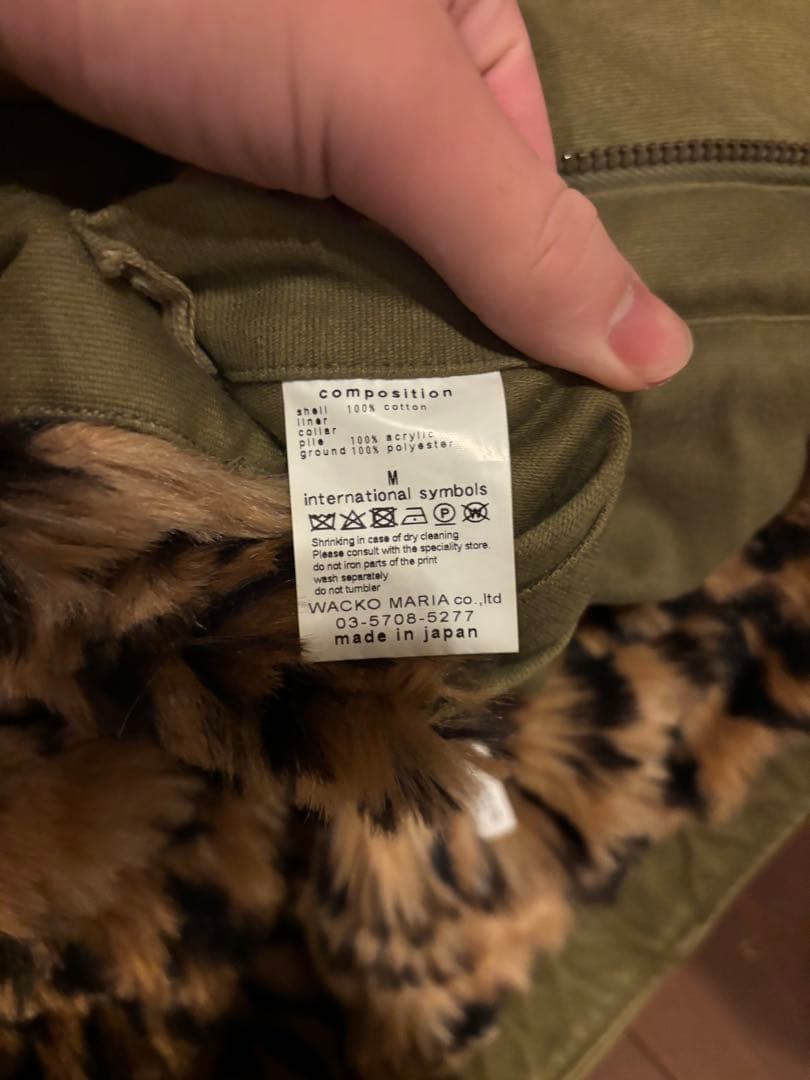 composition
shell 100% cotton
liner
collar
pile 100% acrylic
ground 100% polyester
M
international symbols
P W
Shrinking in case of dry cleaning
Please consult with the speciality store.
do not iron parts of the print
wash separately
do not tumbler
WACKO MARIA co.,ltd
03-5708-5277
made in japan